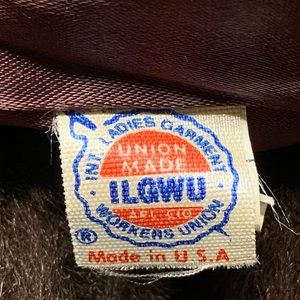 INT. LADIES GARMENT
UNION
MADE
ILGWU
AFL-CIO
WORKERS UNION
®
Made in U S A